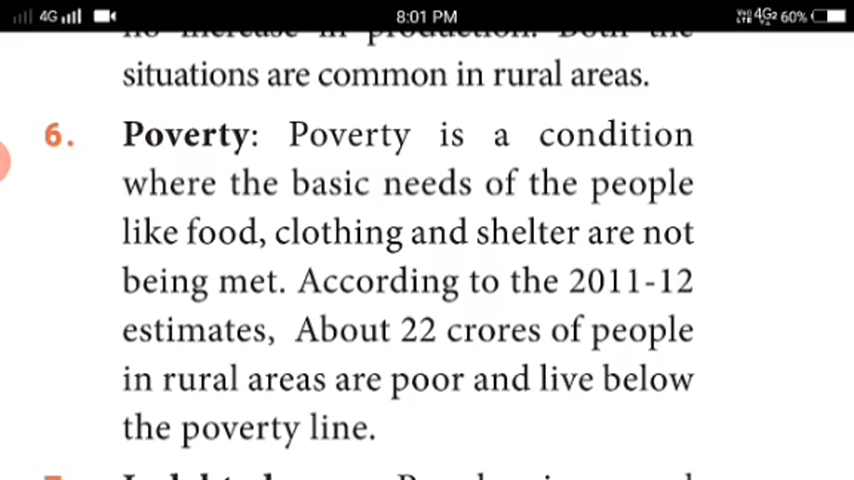 4G 8:01 PM 4G 60%
situations are common in rural areas.
6. Poverty: Poverty is a condition
where the basic needs of the people
like food, clothing and shelter are not
being met. According to the 2011-12
estimates, About 22 crores of people
in rural areas are poor and live below
the poverty line.